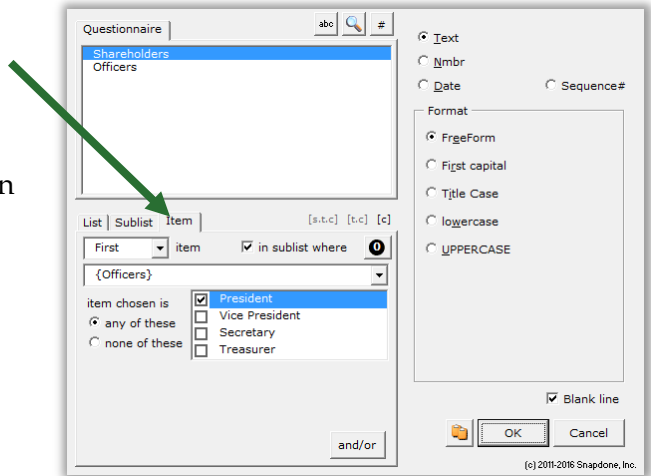 Questionnaire
abc
#
Shareholders
Officers
n
List Sublist Item [s.t.c] [t.c] [c]
First item in sublist where 0
{Officers}
item chosen is
any of these
none of these
President
Vice President
Secretary
Treasurer
and/or
Text
Nmbr
Date Sequence#
Format
FreeForm
First capital
Title Case
lowercase
UPPERCASE
Blank line
OK Cancel
(c) 2011-2016 Snapdone, Inc.